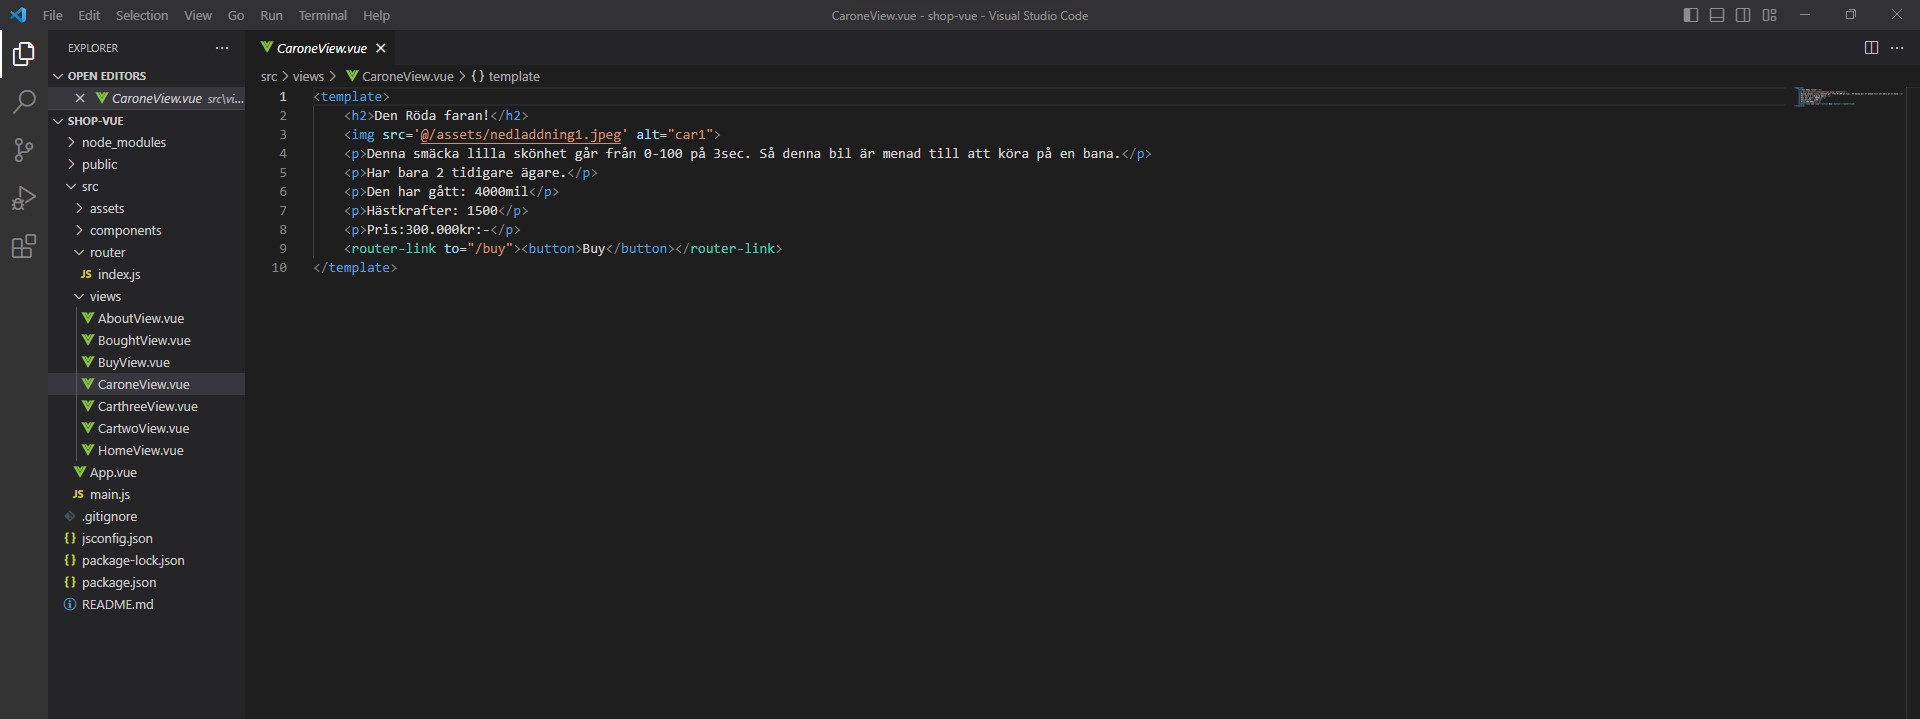 File Edit Selection View Go Run Terminal Help
CaroneView.vue - shop-vue - Visual Studio Code
EXPLORER
OPEN EDITORS
CaroneView.vue src\vi...
SHOP-VUE
node_modules
public
src
assets
components
router
JS index.js
views
AboutView.vue
BoughtView.vue
BuyView.vue
CaroneView.vue
CarthreeView.vue
CartwoView.vue
HomeView.vue
App.vue
JS main.js
.gitignore
{} jsconfig.json
{} package-lock.json
{} package.json
README.md
CaroneView.vue
src > views > CaroneView.vue > {} template
1 <template>
2 <h2>Den Röda faran!</h2>
3 <img src='@/assets/nedladdning1.jpeg' alt="car1">
4 <p>Denna smäcka lilla skönhet går från 0-100 på 3sec. Så denna bil är menad till att köra på en bana.</p>
5 <p>Har bara 2 tidigare ägare.</p>
6 <p>Den har gått: 4000mil</p>
7 <p>Hästkrafter: 1500</p>
8 <p>Pris:300.000kr:-</p>
9 <router-link to="/buy"><button>Buy</button></router-link>
10 </template>